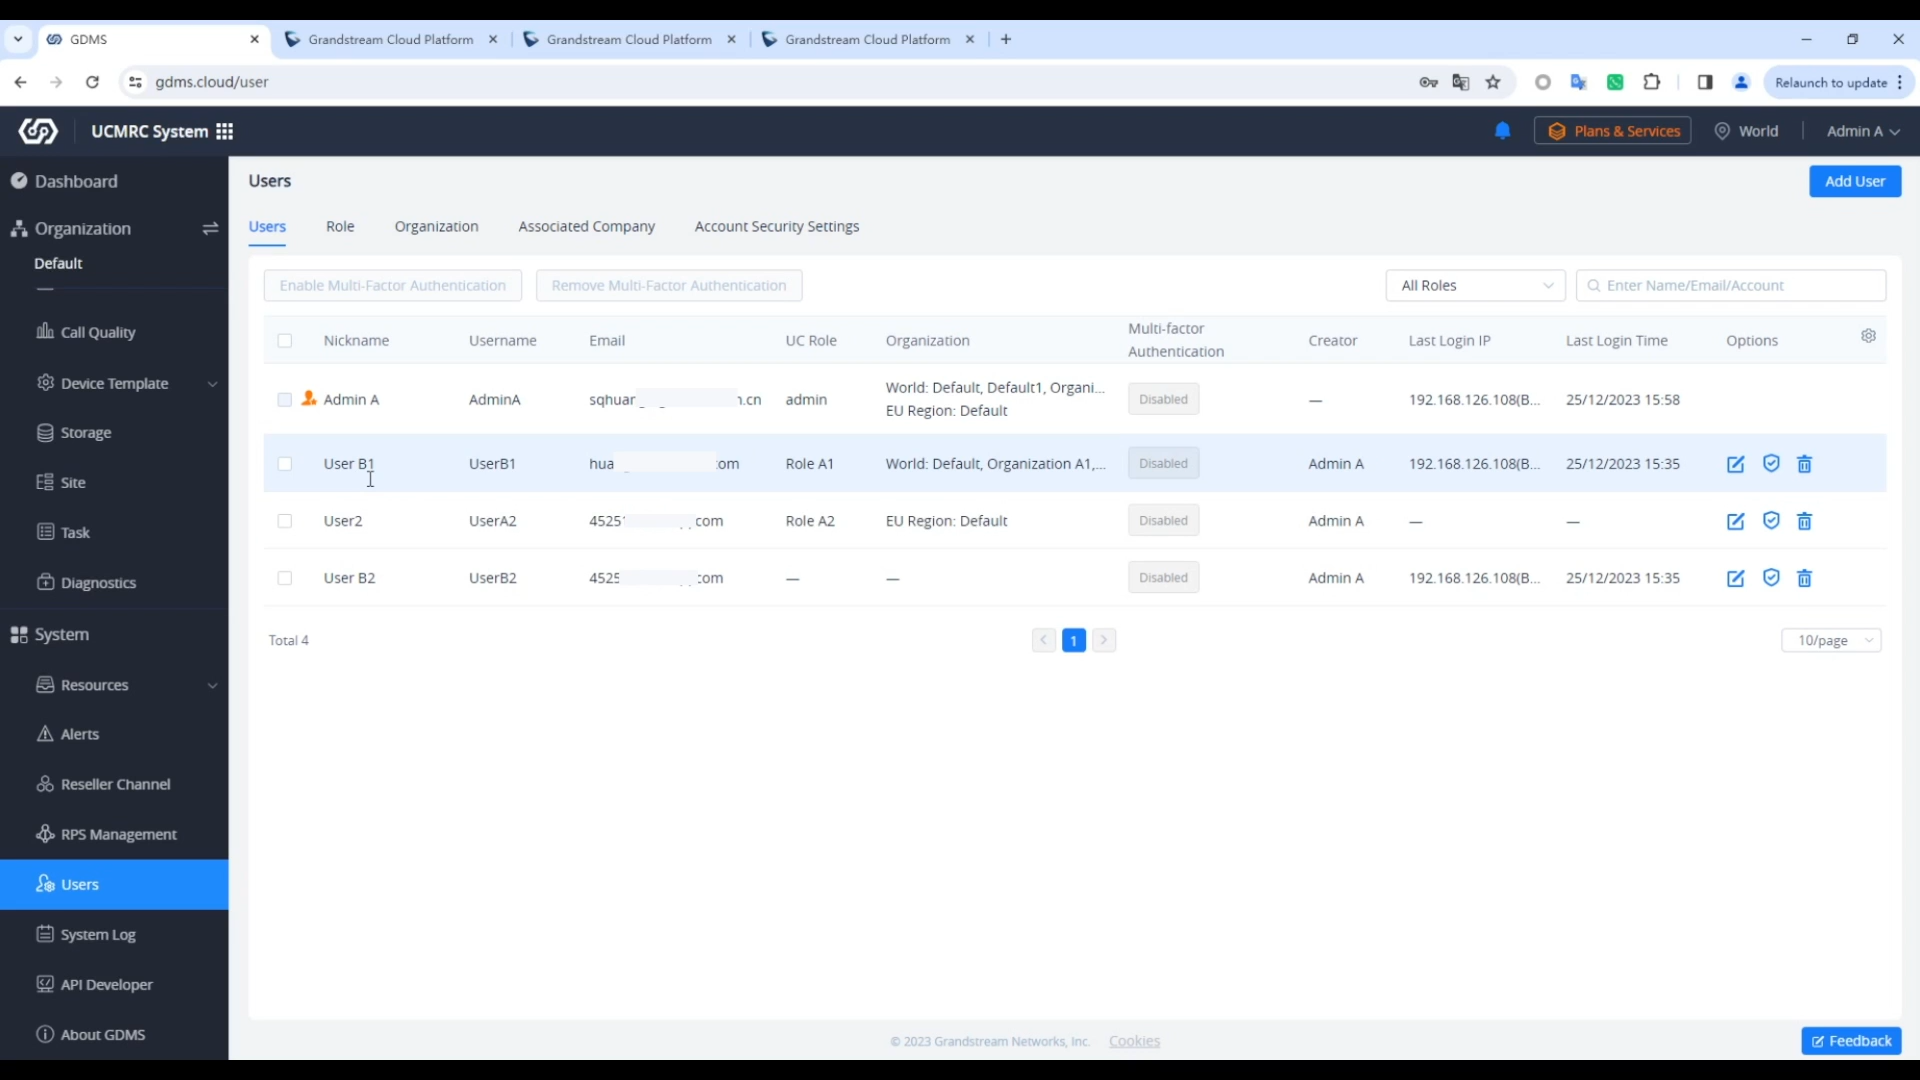 GDMS
Grandstream Cloud Platform
Grandstream Cloud Platform
Grandstream Cloud Platform
gdms.cloud/user
Relaunch to update
UCMRC System
Plans & Services
World
Admin A
Dashboard
Organization
Default
Call Quality
Device Template
Storage
Site
Task
Diagnostics
System
Resources
Alerts
Reseller Channel
RPS Management
Users
System Log
API Developer
About GDMS
Users
Add User
Users Role Organization Associated Company Account Security Settings
Enable Multi-Factor Authentication Remove Multi-Factor Authentication All Roles Enter Name/Email/Account
Nickname Username Email UC Role Organization Multi-factor Authentication Creator Last Login IP Last Login Time Options
Admin A AdminA sqhuar n.cn admin World: Default, Default1, Organi... EU Region: Default Disabled — 192.168.126.108(B... 25/12/2023 15:58
User B1 UserB1 hua om Role A1 World: Default, Organization A1,... Disabled Admin A 192.168.126.108(B... 25/12/2023 15:35
User2 UserA2 4525 com Role A2 EU Region: Default Disabled Admin A — —
User B2 UserB2 4525 com — — Disabled Admin A 192.168.126.108(B... 25/12/2023 15:35
Total 4
1
10/page
© 2023 Grandstream Networks, Inc. Cookies
Feedback